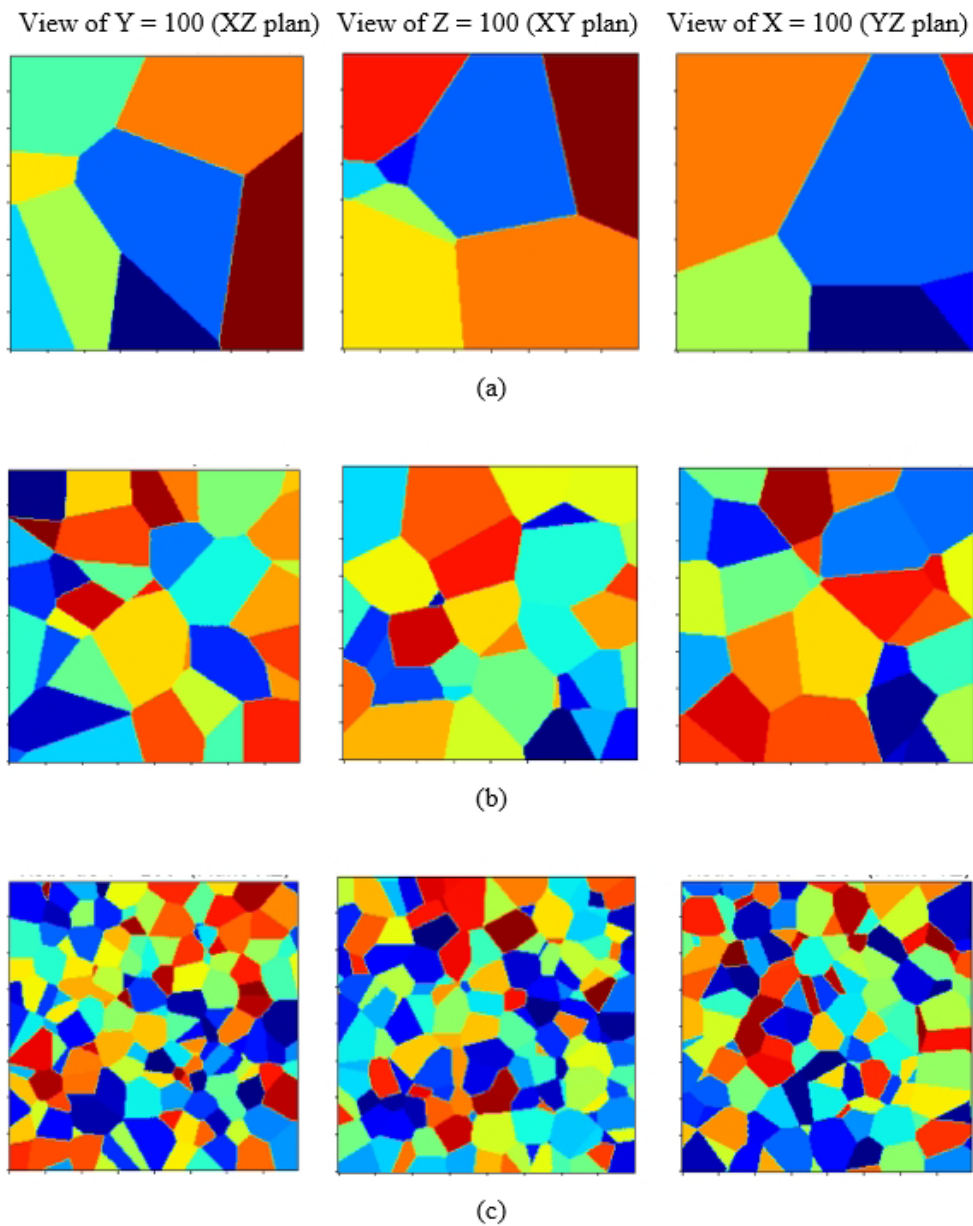 View of Y = 100 (XZ plan)
View of Z = 100 (XY plan)
View of X = 100 (YZ plan)
(a)
(b)
(c)